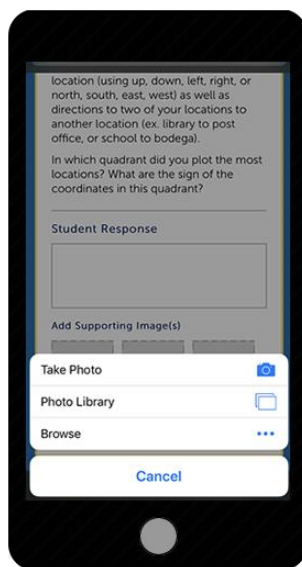 location (using up, down, left, right, or
north, south, east, west) as well as
directions to two of your locations to
another location (ex. library to post
office, or school to bodega).
In which quadrant did you plot the most
locations? What are the sign of the
coordinates in this quadrant?
Student Response
Add Supporting Image(s)
Take Photo
Photo Library
Browse
Cancel